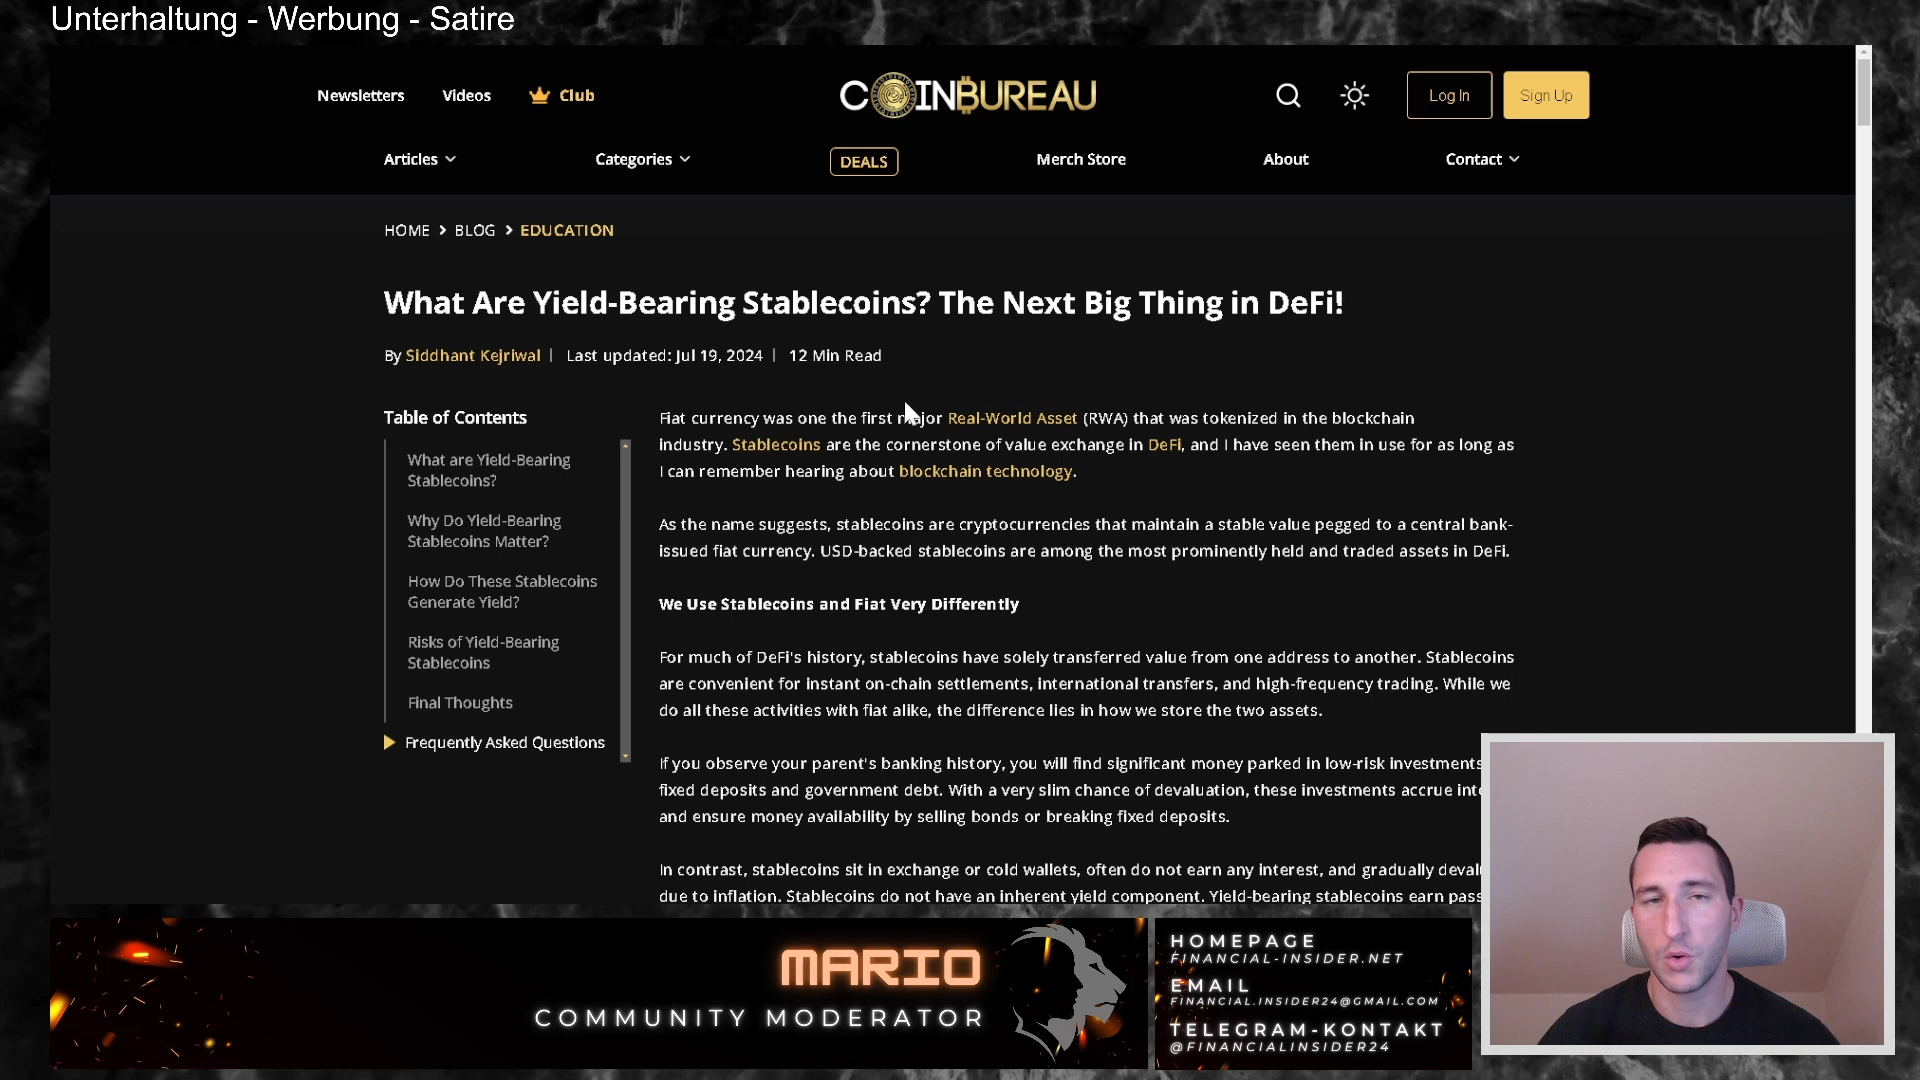 Unterhaltung - Werbung - Satire
Newsletters Videos Club COINBUREAU Log In Sign Up
Articles Categories DEALS Merch Store About Contact
HOME > BLOG > EDUCATION
What Are Yield-Bearing Stablecoins? The Next Big Thing in DeFi!
By Siddhant Kejriwal | Last updated: Jul 19, 2024 | 12 Min Read
Table of Contents
What are Yield-Bearing
Stablecoins?
Why Do Yield-Bearing
Stablecoins Matter?
How Do These Stablecoins
Generate Yield?
Risks of Yield-Bearing
Stablecoins
Final Thoughts
Frequently Asked Questions
Fiat currency was one the first major Real-World Asset (RWA) that was tokenized in the blockchain
industry. Stablecoins are the cornerstone of value exchange in DeFi, and I have seen them in use for as long as
I can remember hearing about blockchain technology.
As the name suggests, stablecoins are cryptocurrencies that maintain a stable value pegged to a central bank-
issued fiat currency. USD-backed stablecoins are among the most prominently held and traded assets in DeFi.
We Use Stablecoins and Fiat Very Differently
For much of DeFi's history, stablecoins have solely transferred value from one address to another. Stablecoins
are convenient for instant on-chain settlements, international transfers, and high-frequency trading. While we
do all these activities with fiat alike, the difference lies in how we store the two assets.
If you observe your parent's banking history, you will find significant money parked in low-risk investments
fixed deposits and government debt. With a very slim chance of devaluation, these investments accrue
and ensure money availability by selling bonds or breaking fixed deposits.
In contrast, stablecoins sit in exchange or cold wallets, often do not earn any interest, and gradually
due to inflation. Stablecoins do not have an inherent yield component. Yield-bearing stablecoins earn
MARIO
COMMUNITY MODERATOR
HOMEPAGE
FINANCIAL-INSIDER.NET
EMAIL
FINANCIAL.INSIDER24@GMAIL.COM
TELEGRAM-KONTAKT
@FINANCIALINSIDER24